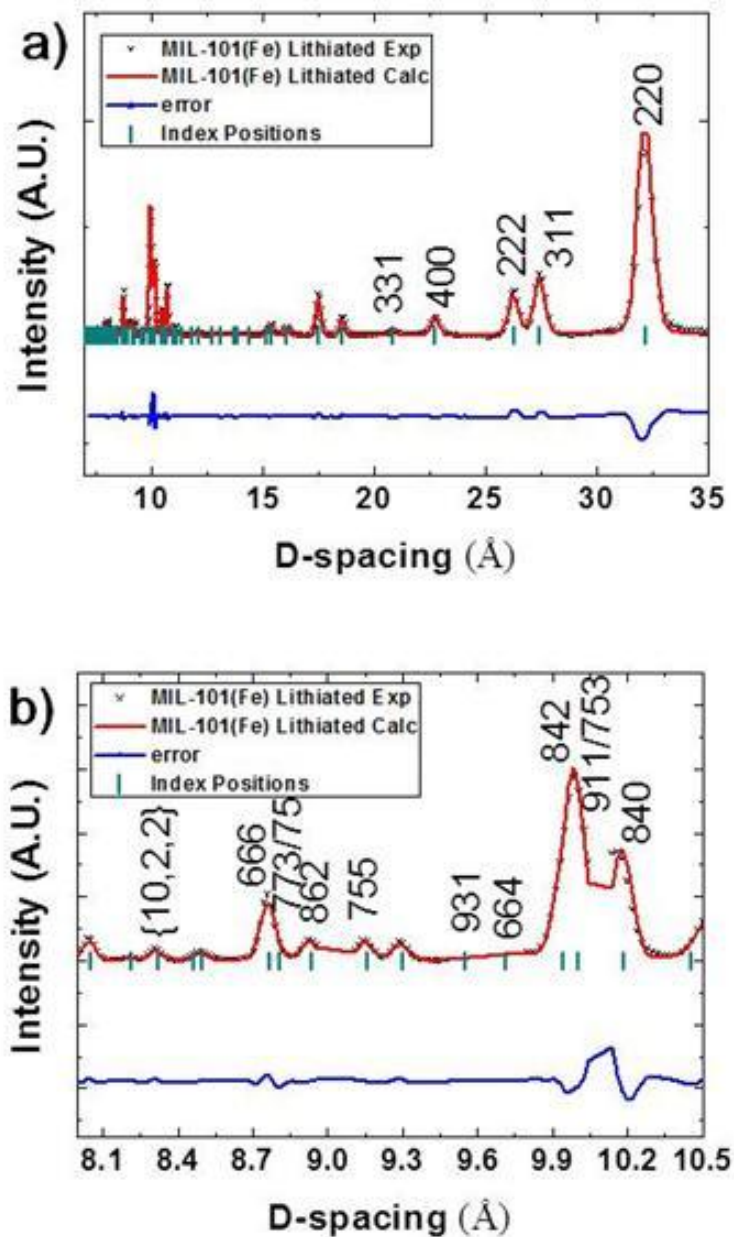 a)
MIL-101(Fe) Lithiated Exp
MIL-101(Fe) Lithiated Calc
error
Index Positions
220
222
311
331
400
Intensity (A.U.)
10 15 20 25 30 35
D-spacing (Å)
b)
MIL-101(Fe) Lithiated Exp
MIL-101(Fe) Lithiated Calc
error
Index Positions
{10,2,2}
666
773/75
862
755
931
664
842
911/753
840
Intensity (A.U.)
8.1 8.4 8.7 9.0 9.3 9.6 9.9 10.2 10.5
D-spacing (Å)